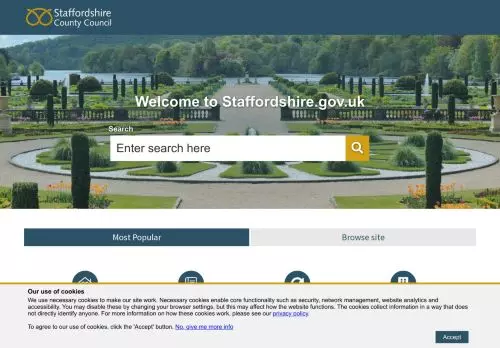 Staffordshire
County Council
Welcome to Staffordshire.gov.uk
Search
Enter search here
Most Popular
Browse site
Our use of cookies
We use necessary cookies to make our site work. Necessary cookies enable core functionality such as security, network management, website analytics and
accessibility. You may disable these by changing your browser settings, but this may affect how the website functions. The cookies collect information in a way that does
not directly identify anyone. For more information on how these cookies work, please see our privacy policy
To agree to our use of cookies, click the 'Accept' button. No, give me more info
Accept